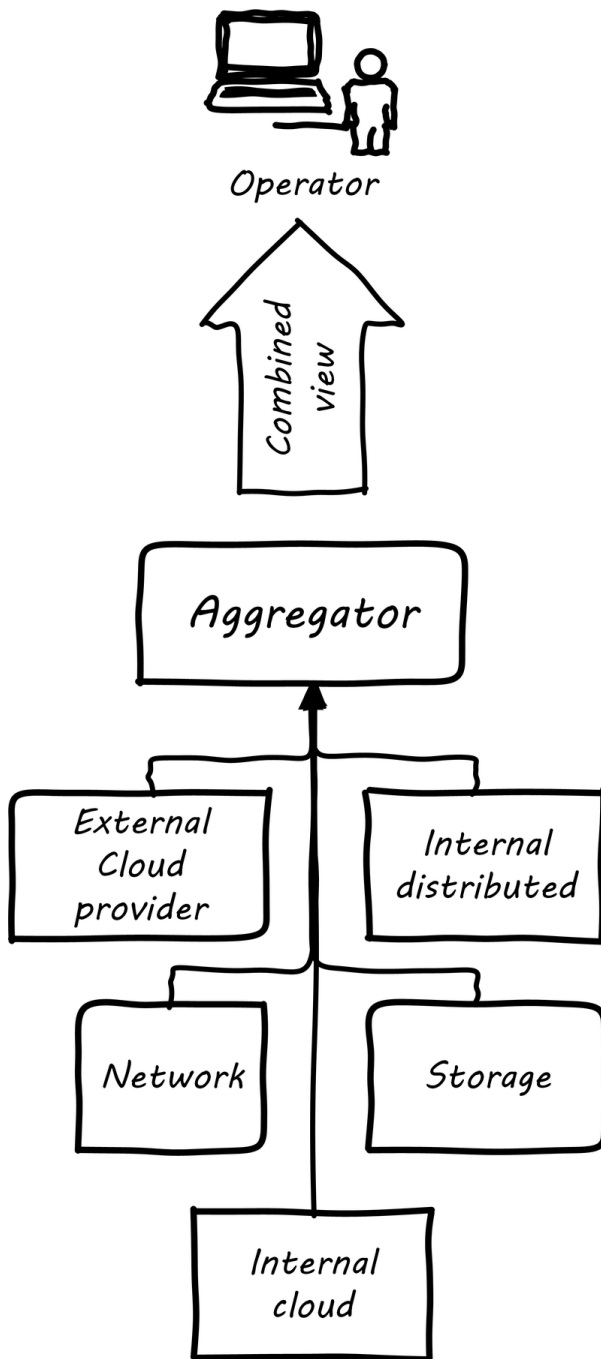 Operator
Combined
view
Aggregator
External
Cloud
provider
Internal
distributed
Network
Storage
Internal
cloud